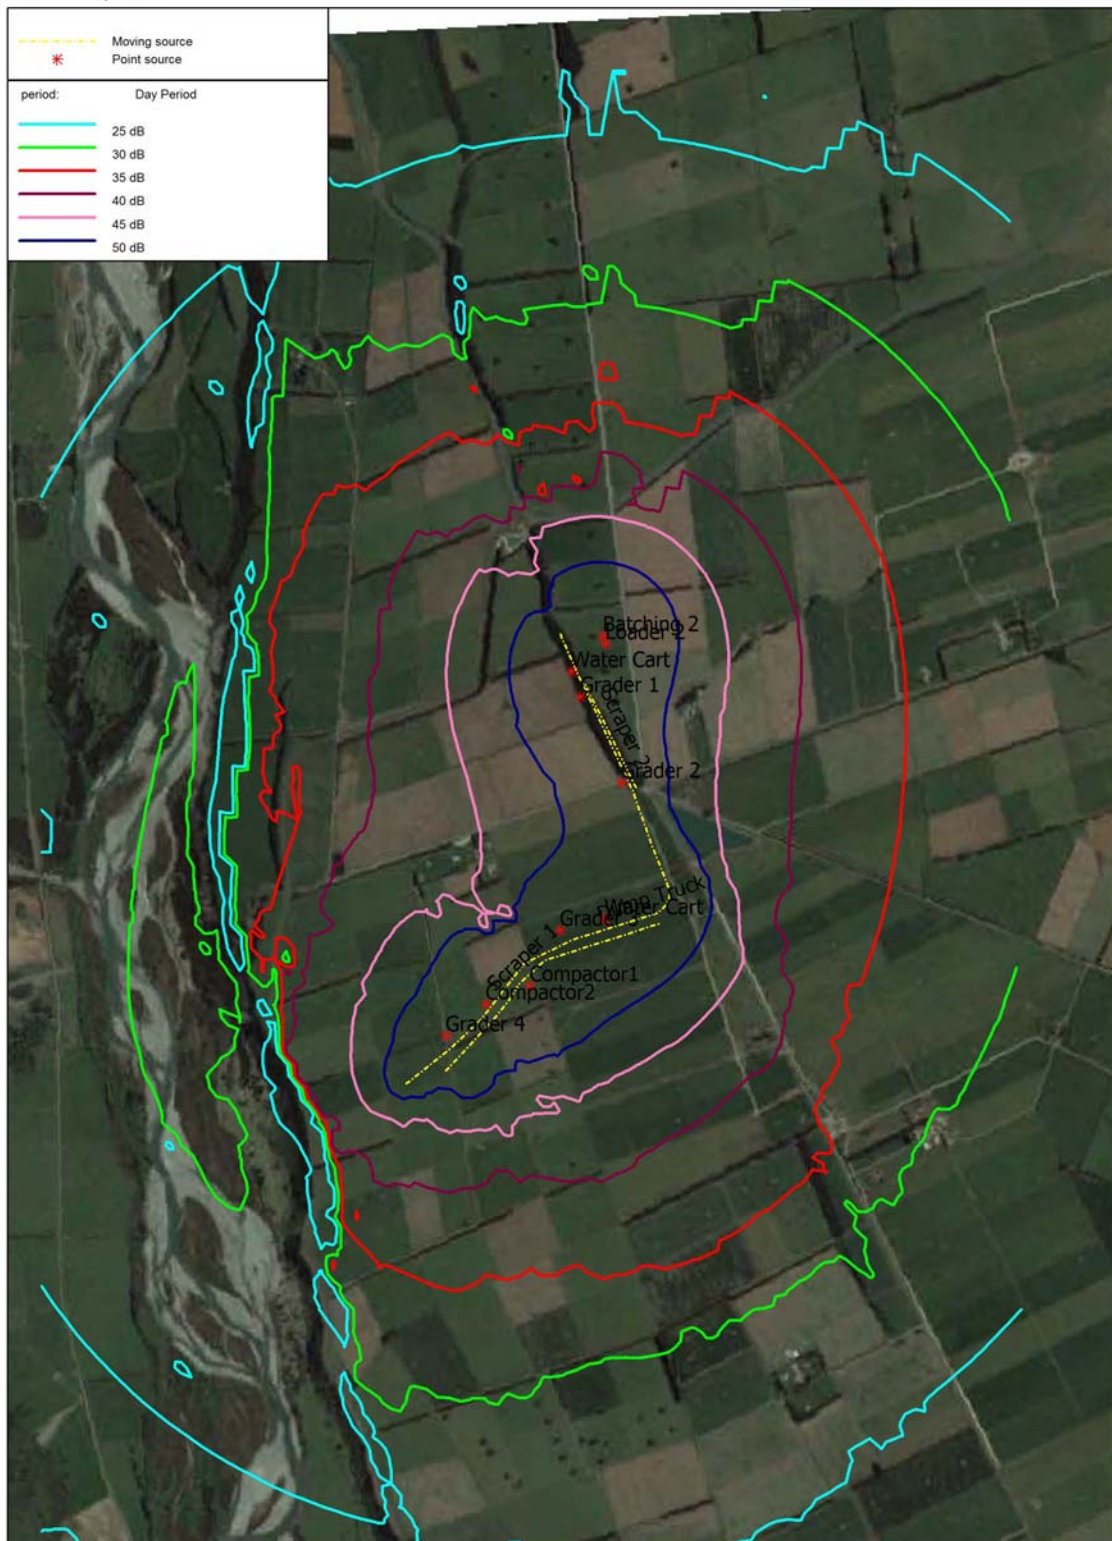 Moving source
Point source
period: Day Period
25 dB
30 dB
35 dB
40 dB
45 dB
50 dB
Batching 2
Loader 2
Water Cart
Grader 1
Scraper 2
Grader 2
Truck
Water Cart
Grader
Scraper 1
Compactor1
Compactor2
Grader 4